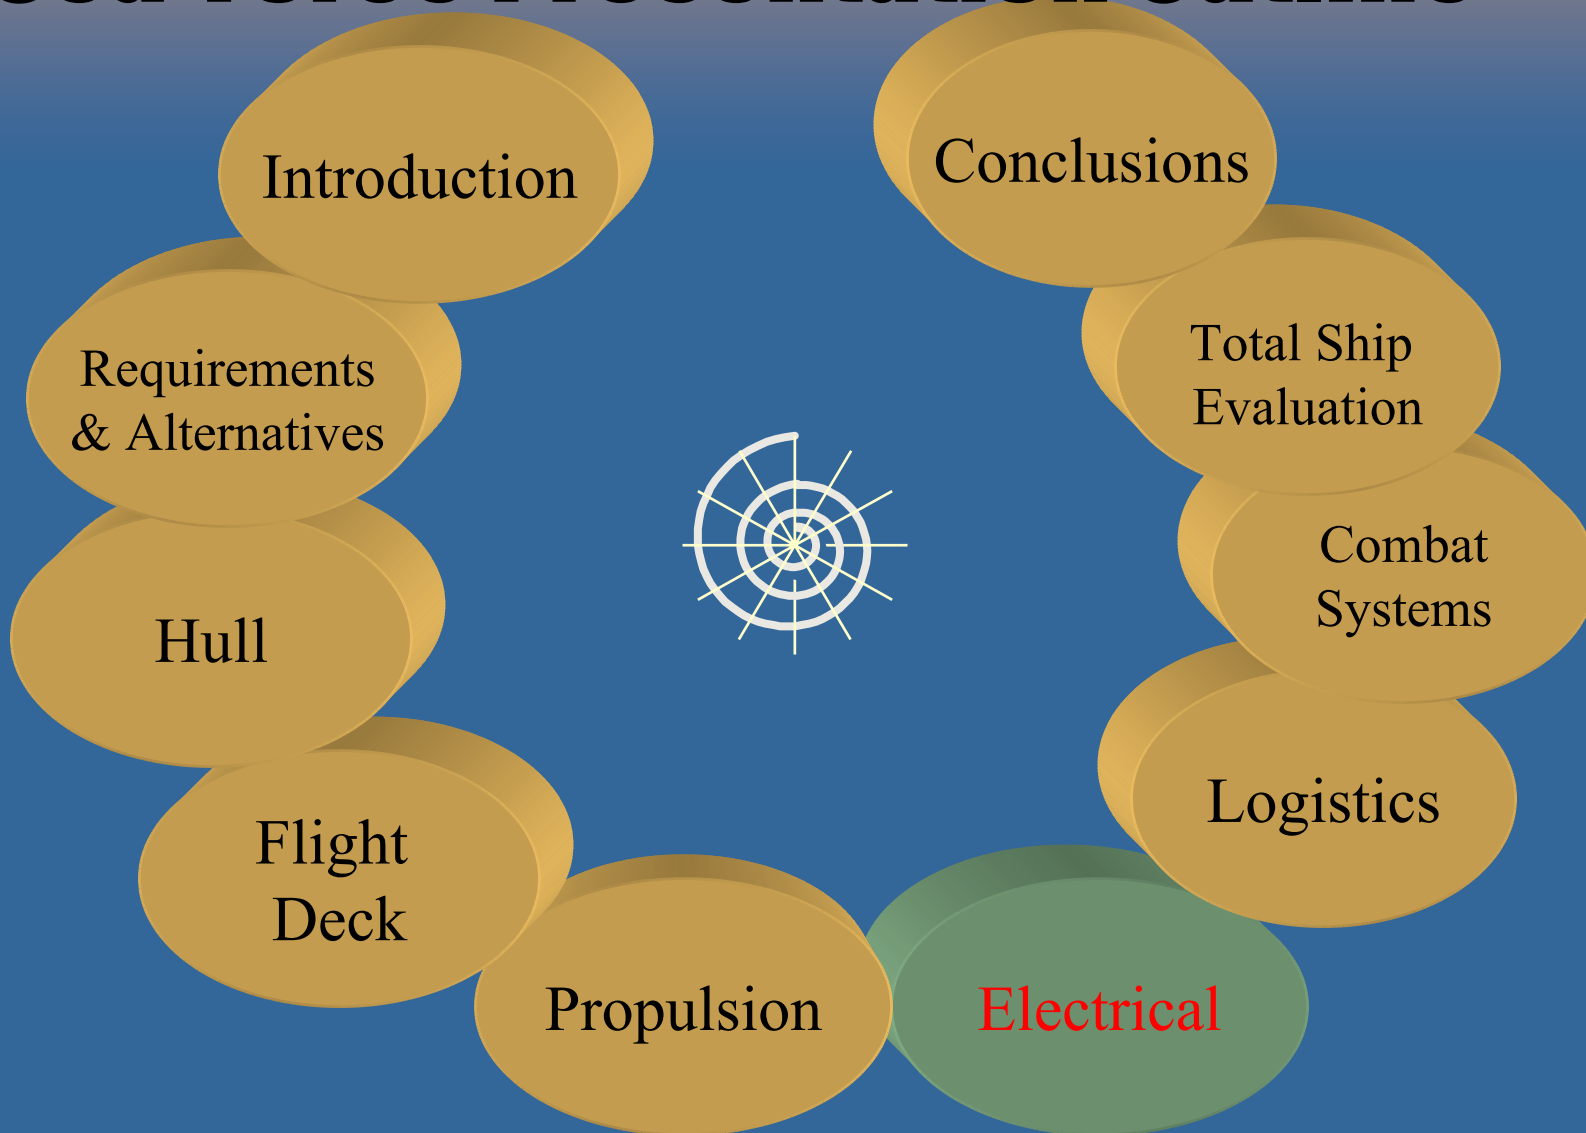 Introduction
Requirements
& Alternatives
Hull
Flight
Deck
Propulsion
Electrical
Logistics
Combat
Systems
Total Ship
Evaluation
Conclusions